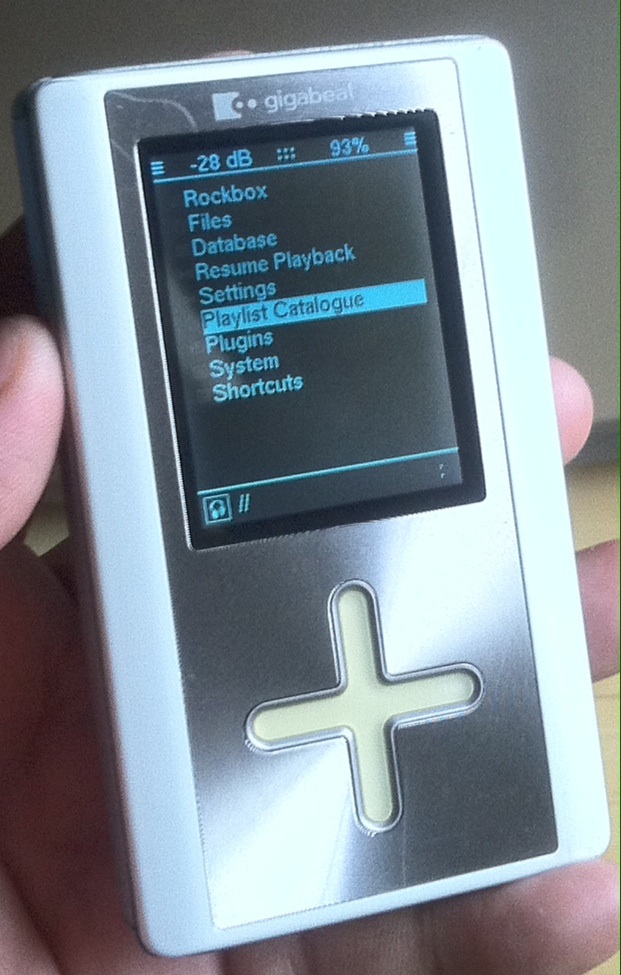 gigabeat
-28 dB 93%
Rockbox
Files
Database
Resume Playback
Settings
Playlist Catalogue
Plugins
System
Shortcuts
//